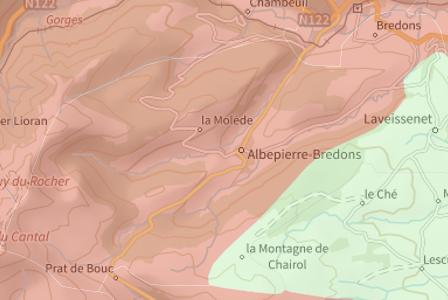 N122
Chambeuil
Gorges
N122
Bredons
er Lioran
la Molède
Laveissenet
Albepierre-Bredons
uy du Rocher
le Ché
M
u Cantal
la Montagne de
Chairol
Prat de Bouc
Lesc